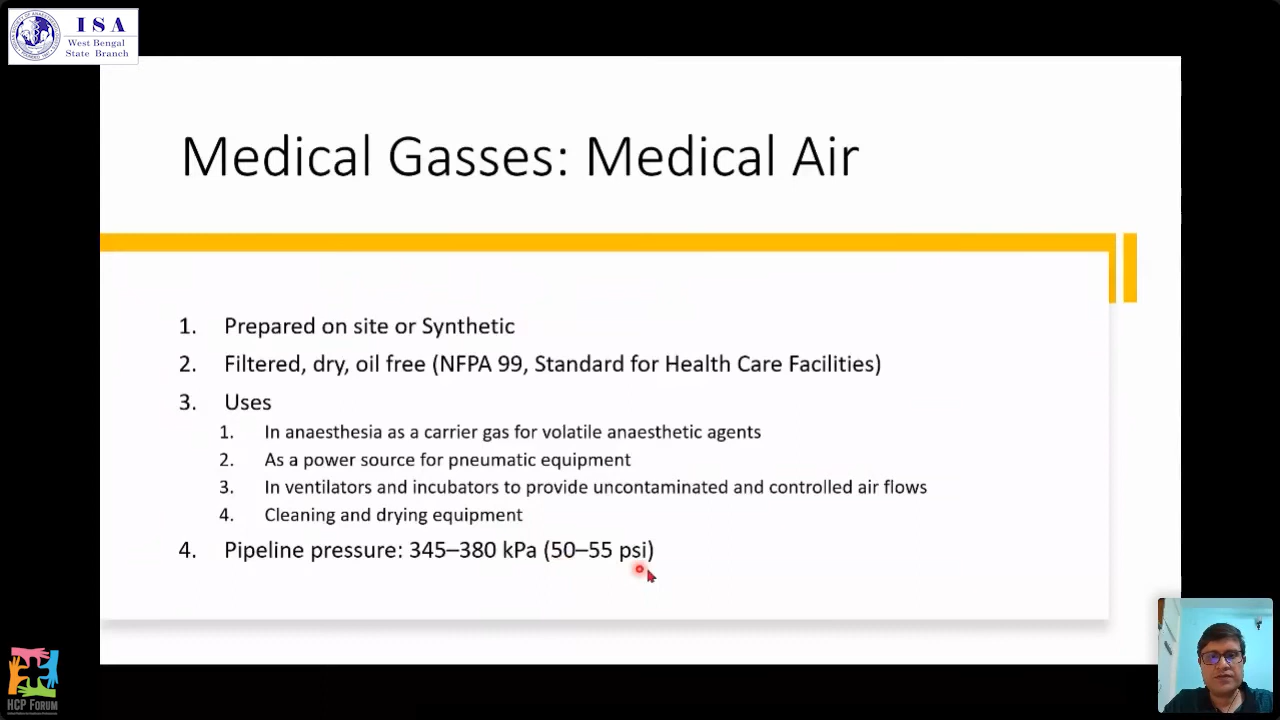 ISA
West Bengal
State Branch
Medical Gasses: Medical Air
1. Prepared on site or Synthetic
2. Filtered, dry, oil free (NFPA 99, Standard for Health Care Facilities)
3. Uses
1. In anaesthesia as a carrier gas for volatile anaesthetic agents
2. As a power source for pneumatic equipment
3. In ventilators and incubators to provide uncontaminated and controlled air flows
4. Cleaning and drying equipment
4. Pipeline pressure: 345–380 kPa (50–55 psi)
HCP FORUM